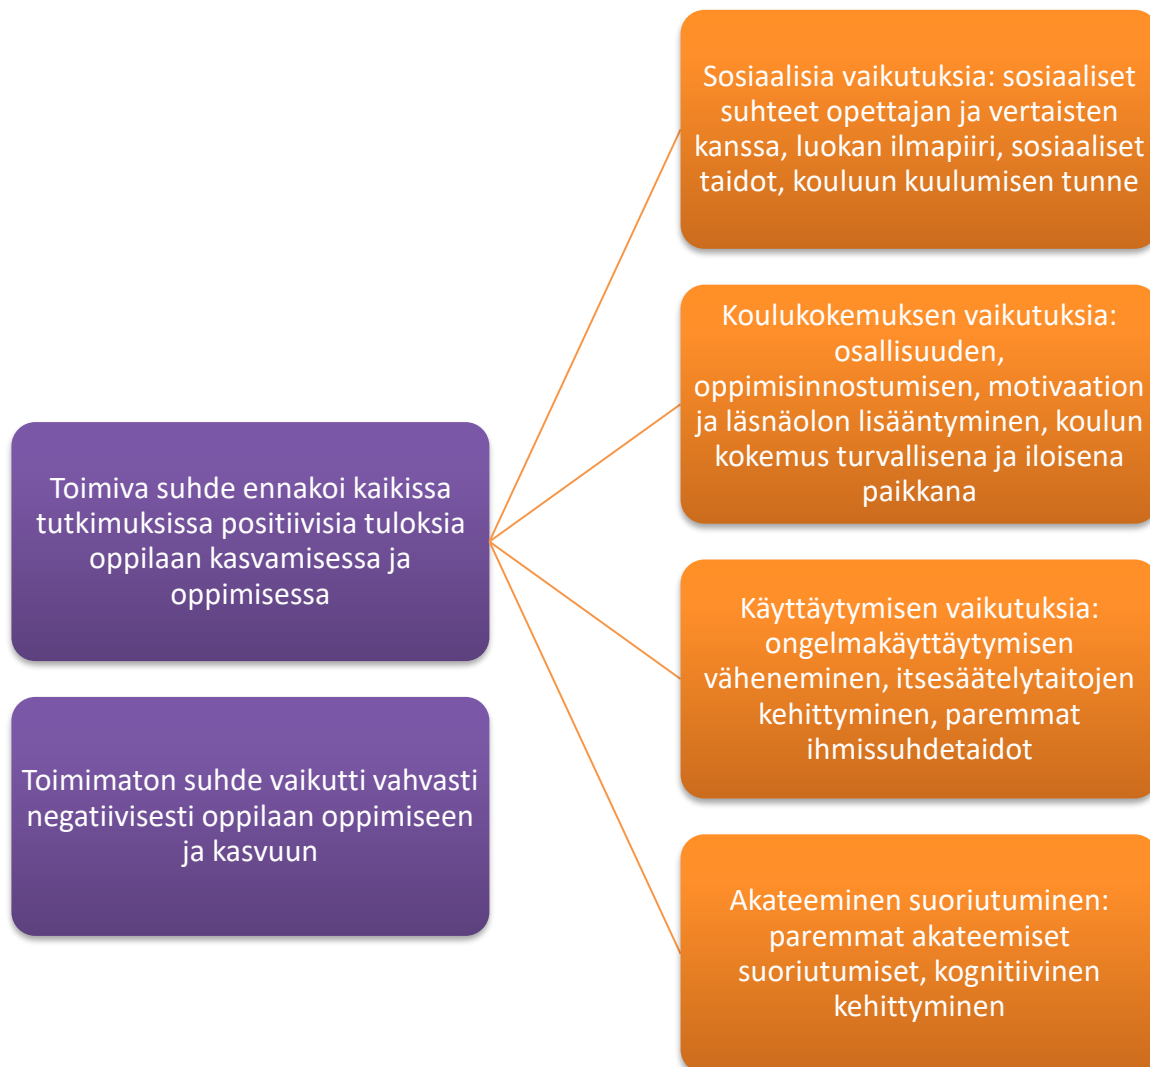 Toimiva suhde ennakoi kaikissa
tutkimuksissa positiivisia tuloksia
oppilaan kasvamisessa ja
oppimisessa
Sosiaalisia vaikutuksia: sosiaaliset
suhteet opettajan ja vertaisten
kanssa, luokan ilmapiiri, sosiaaliset
taidot, kouluun kuulumisen tunne
Koulukokemuksen vaikutuksia:
osallisuuden,
oppimisinnostumisen, motivaation
ja läsnäolon lisääntyminen, koulun
kokemus turvallisena ja iloisena
paikkana
Käyttäytymisen vaikutuksia:
ongelmakäyttäytymisen
väheneminen, itsesäätelytaitojen
kehittyminen, paremmat
ihmissuhdetaidot
Akateeminen suoriutuminen:
paremmat akateemiset
suoriutumiset, kognitiivinen
kehittyminen
Toimimaton suhde vaikutti vahvasti
negatiivisesti oppilaan oppimiseen
ja kasvuun